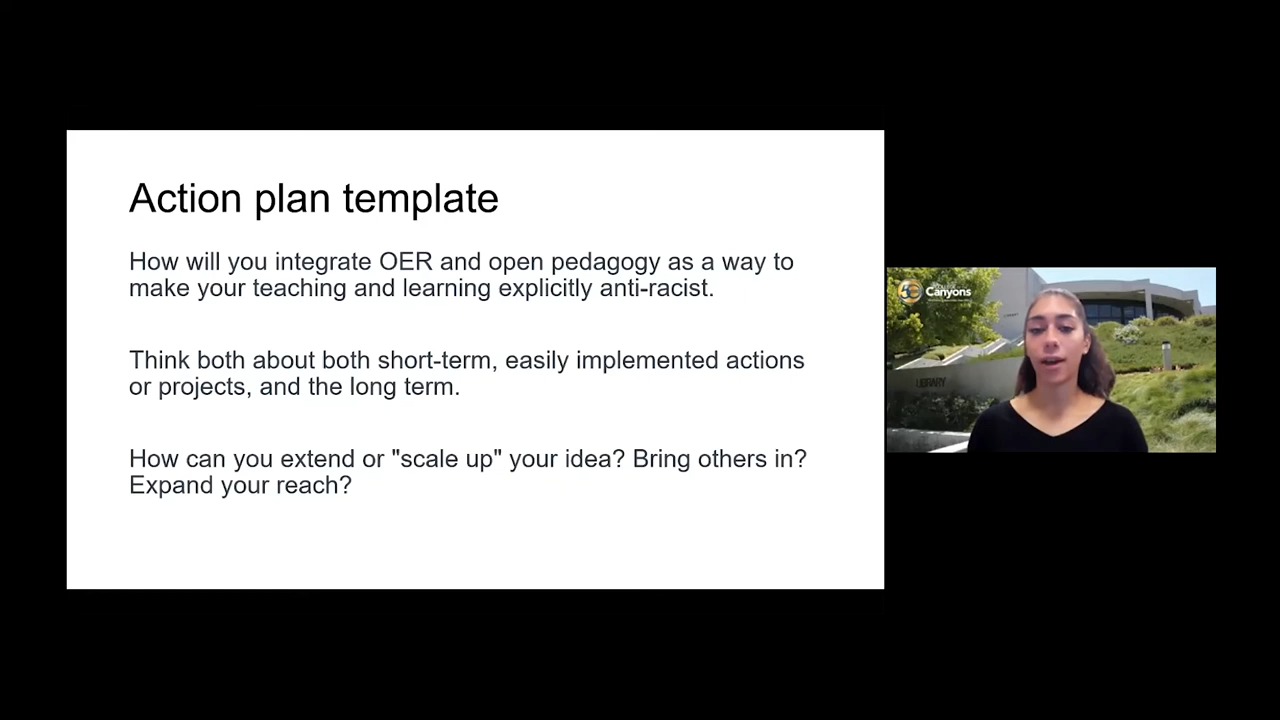 Action plan template
How will you integrate OER and open pedagogy as a way to
make your teaching and learning explicitly anti-racist.
Think both about both short-term, easily implemented actions
or projects, and the long term.
How can you extend or "scale up" your idea? Bring others in?
Expand your reach?
Canyons
LIBRARY